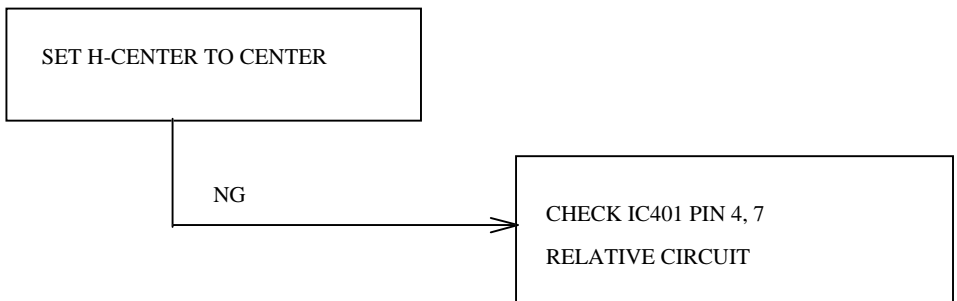 SET H-CENTER TO CENTER
NG
CHECK IC401 PIN 4, 7
RELATIVE CIRCUIT